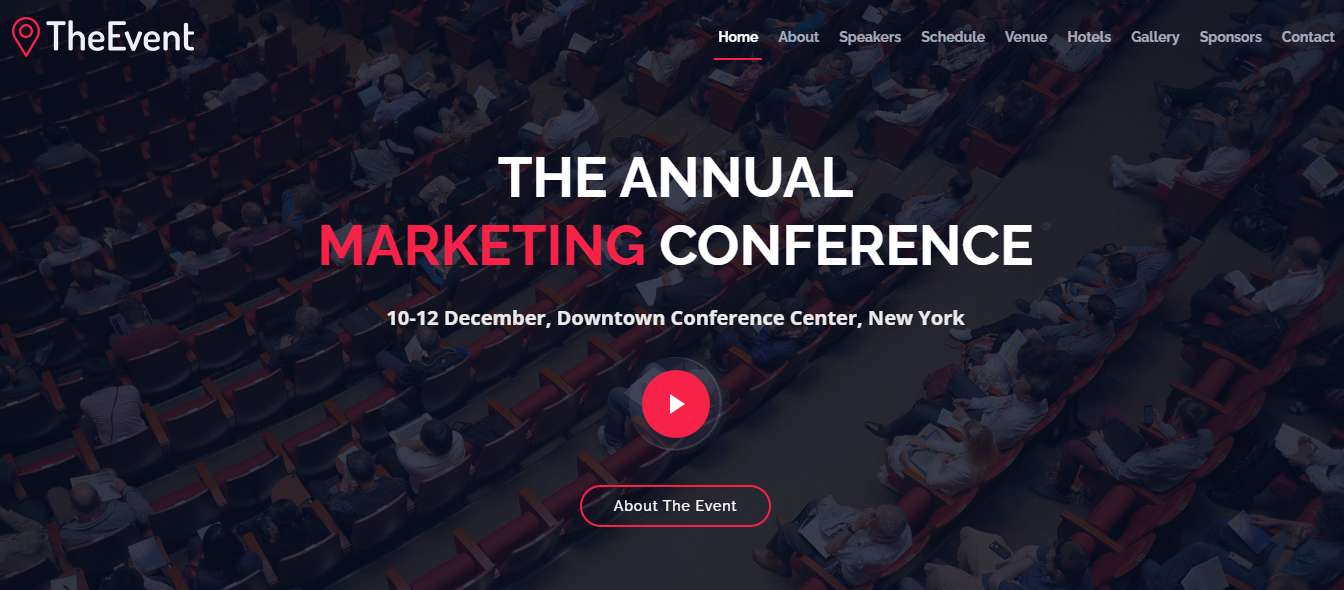 TheEvent
Home About Speakers Schedule Venue Hotels Gallery Sponsors Contact
THE ANNUAL
MARKETING CONFERENCE
10-12 December, Downtown Conference Center, New York
About The Event